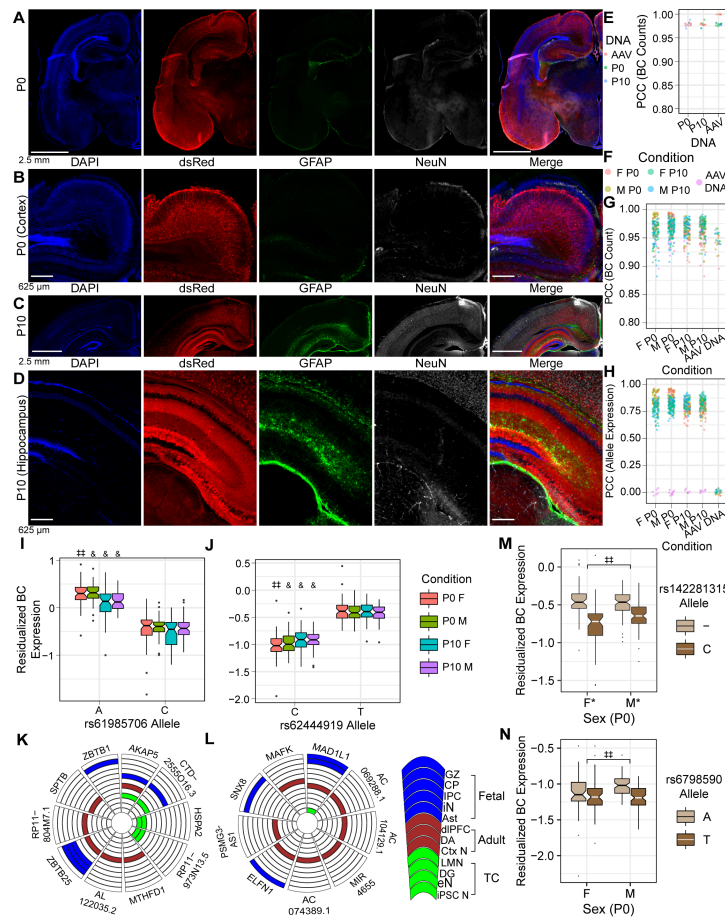 A
P0
2.5 mm
DAPI
dsRed
GFAP
NeuN
Merge
B
P0 (Cortex)
625 µm
DAPI
dsRed
GFAP
NeuN
Merge
C
P10
2.5 mm
DAPI
dsRed
GFAP
NeuN
Merge
D
P10 (Hippocampus)
625 µm
DAPI
dsRed
GFAP
NeuN
Merge
E
DNA
AAV
P0
P10
PCC (BC Counts)
1.00
0.95
0.90
0.85
0.80
P0
P10
AAV
DNA
F
Condition
F P0
F P10
M P0
M P10
AAV DNA
G
PCC (BC Count)
1.00
0.95
0.90
0.85
0.80
F P0
M P0
F P10
M P10
AAV DNA
Condition
H
PCC (Allele Expression)
1.00
0.75
0.50
0.25
0.00
F P0
M P0
F P10
M P10
AAV DNA
Condition
I
Residualized BC
Expression
1
0
−1
‡‡ & & &
A
C
rs61985706 Allele
J
0.5
0.0
−0.5
−1.0
−1.5
−2.0
‡‡ & & &
C
T
rs62444919 Allele
Condition
P0 F
P0 M
P10 F
P10 M
K
ZBTB1
AKAP5
CTD−
2555O16.3
HSPA2
RP11−
973N13.5
MTHFD1
AL
122035.2
ZBTB25
RP11−
804M7.1
SPTB
L
MAFK
MAD1L1
AC
069288.1
AC
104129.1
MIR
4655
AC
074389.1
ELFN1
PSMG3−
AS1
SNX8
GZ
CP
IPC
iN
Ast
Fetal
dlPFC
DA
Ctx N
Adult
LMN
DG
eN
iPSC N
TC
M
Residualized BC Expression
0.0
−0.5
−1.0
−1.5
‡‡
F*
M*
Sex (P0)
rs142281315
Allele
−
C
N
Residualized BC Expression
−0.5
−1.0
−1.5
−2.0
‡‡
F
M
Sex (P0)
rs6798590
Allele
A
T